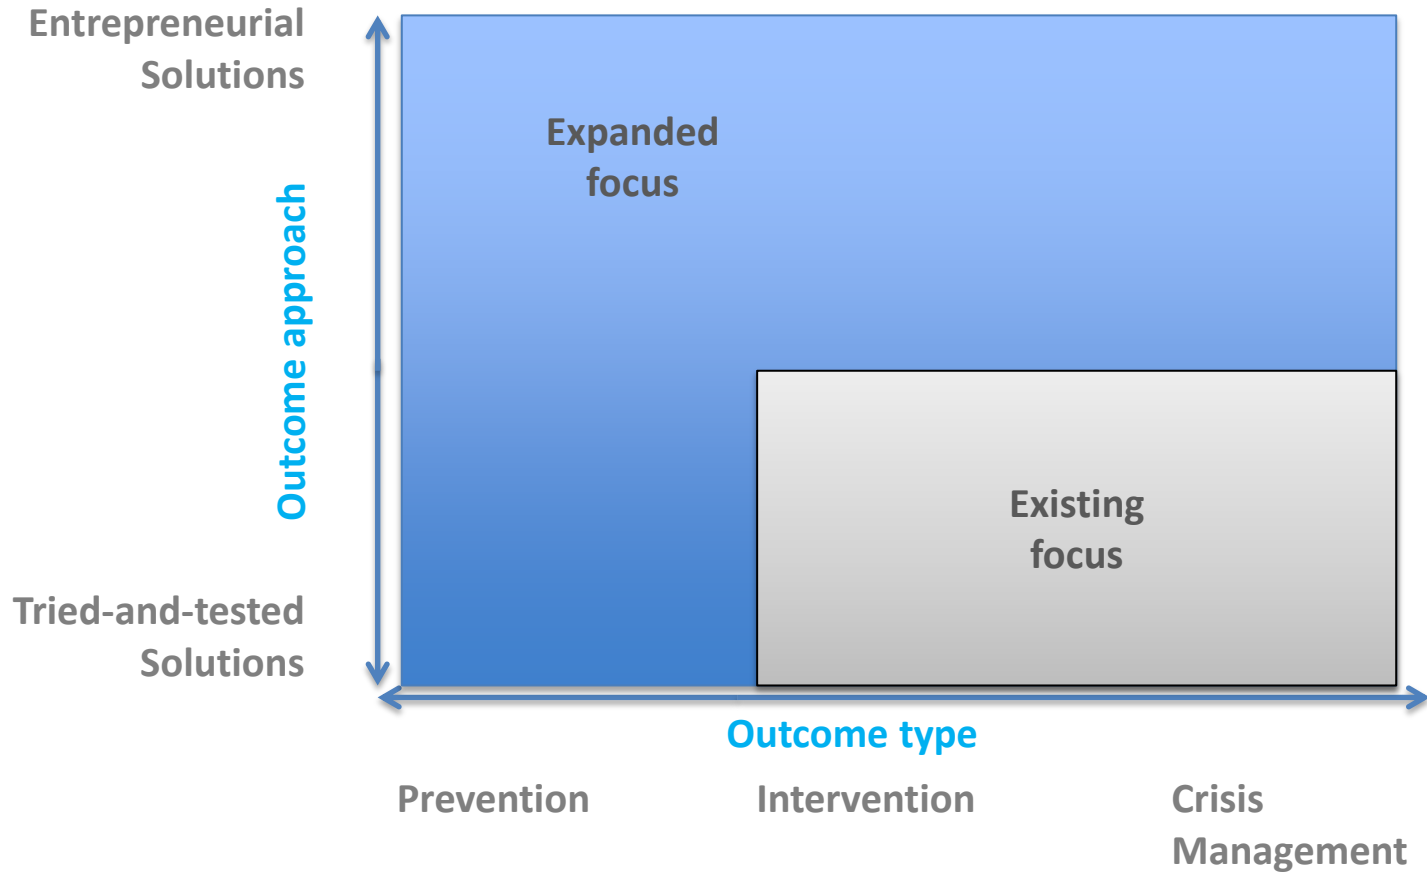 Entrepreneurial
Solutions
Expanded
focus
Outcome approach
Existing
focus
Tried-and-tested
Solutions
Outcome type
Prevention
Intervention
Crisis
Management